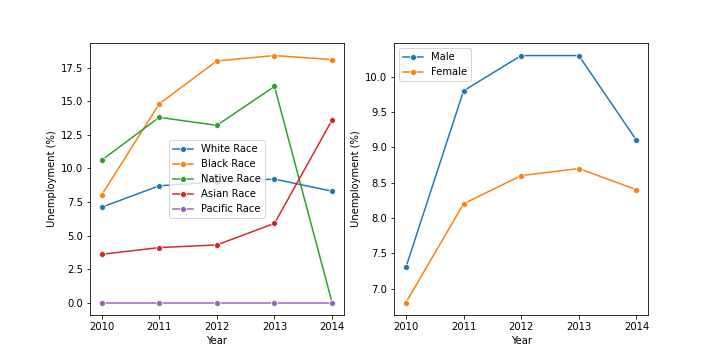 17.5
15.0
12.5
10.0
7.5
5.0
2.5
0.0
Unemployment (%)
White Race
Black Race
Native Race
Asian Race
Pacific Race
2010 2011 2012 2013 2014
Year
10.0
9.5
9.0
8.5
8.0
7.5
7.0
Unemployment (%)
Male
Female
2010 2011 2012 2013 2014
Year